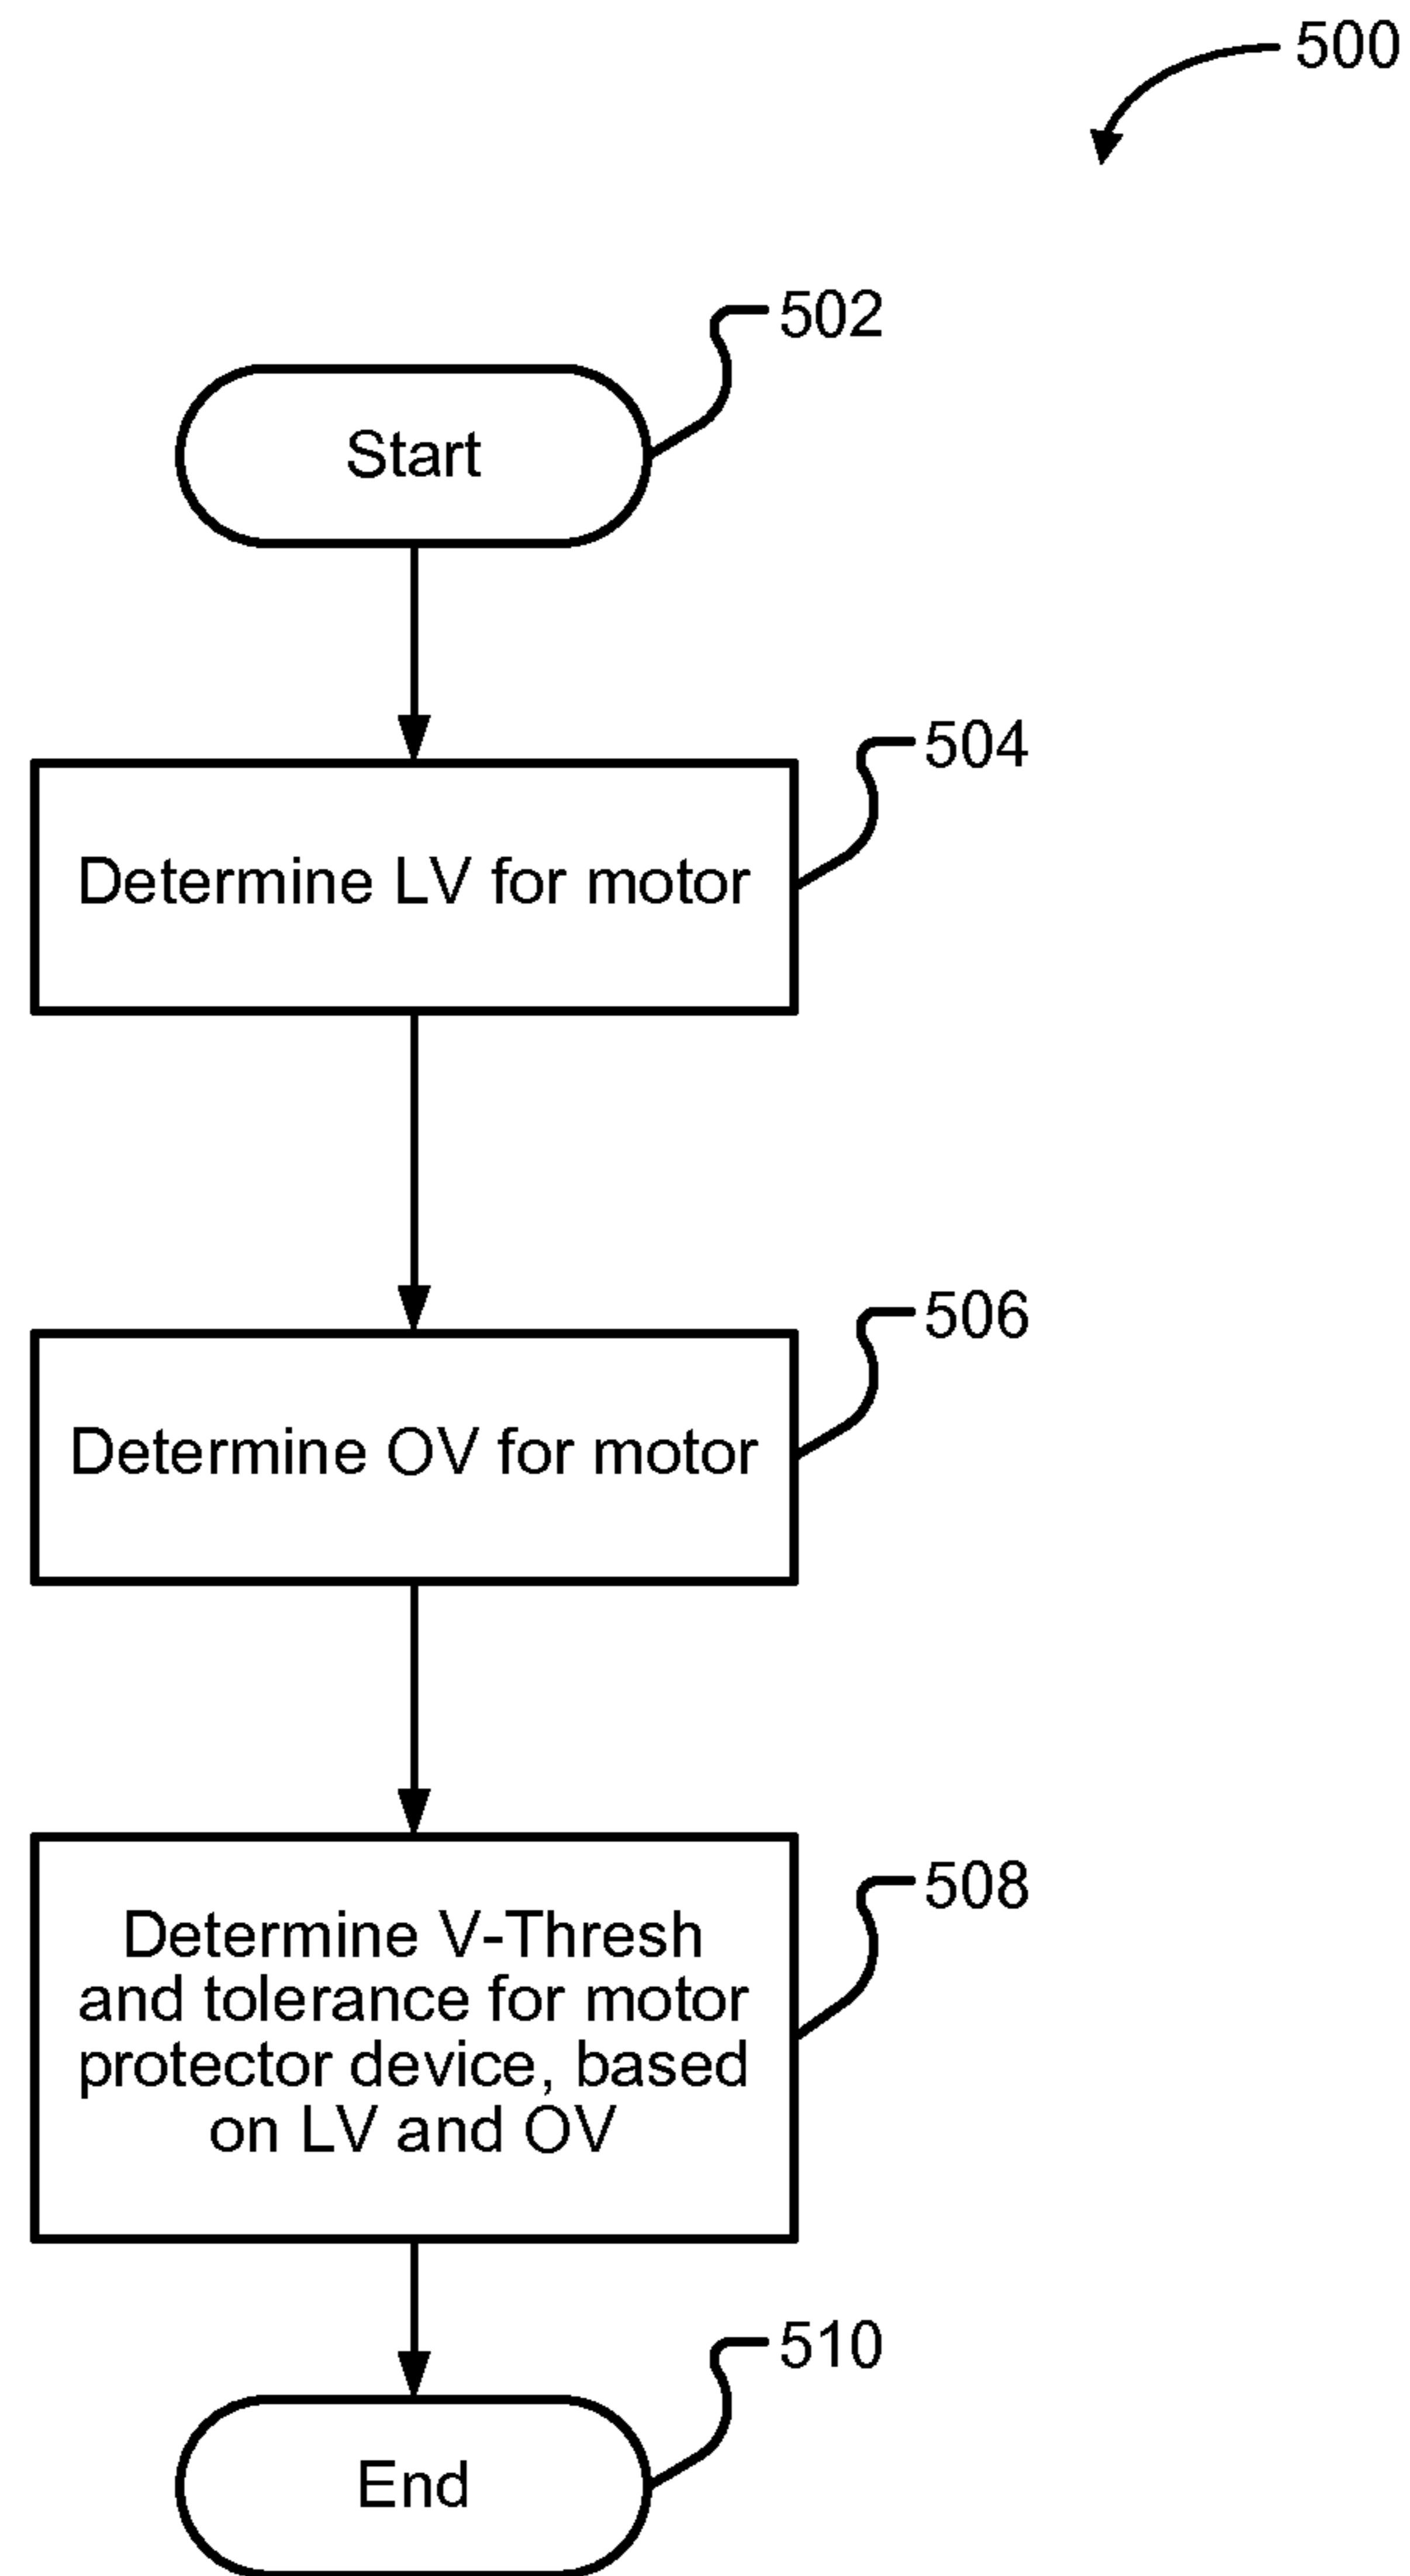 500
502
Start
504
Determine LV for motor
506
Determine OV for motor
508
Determine V-Thresh
and tolerance for motor
protector device, based
on LV and OV
510
End